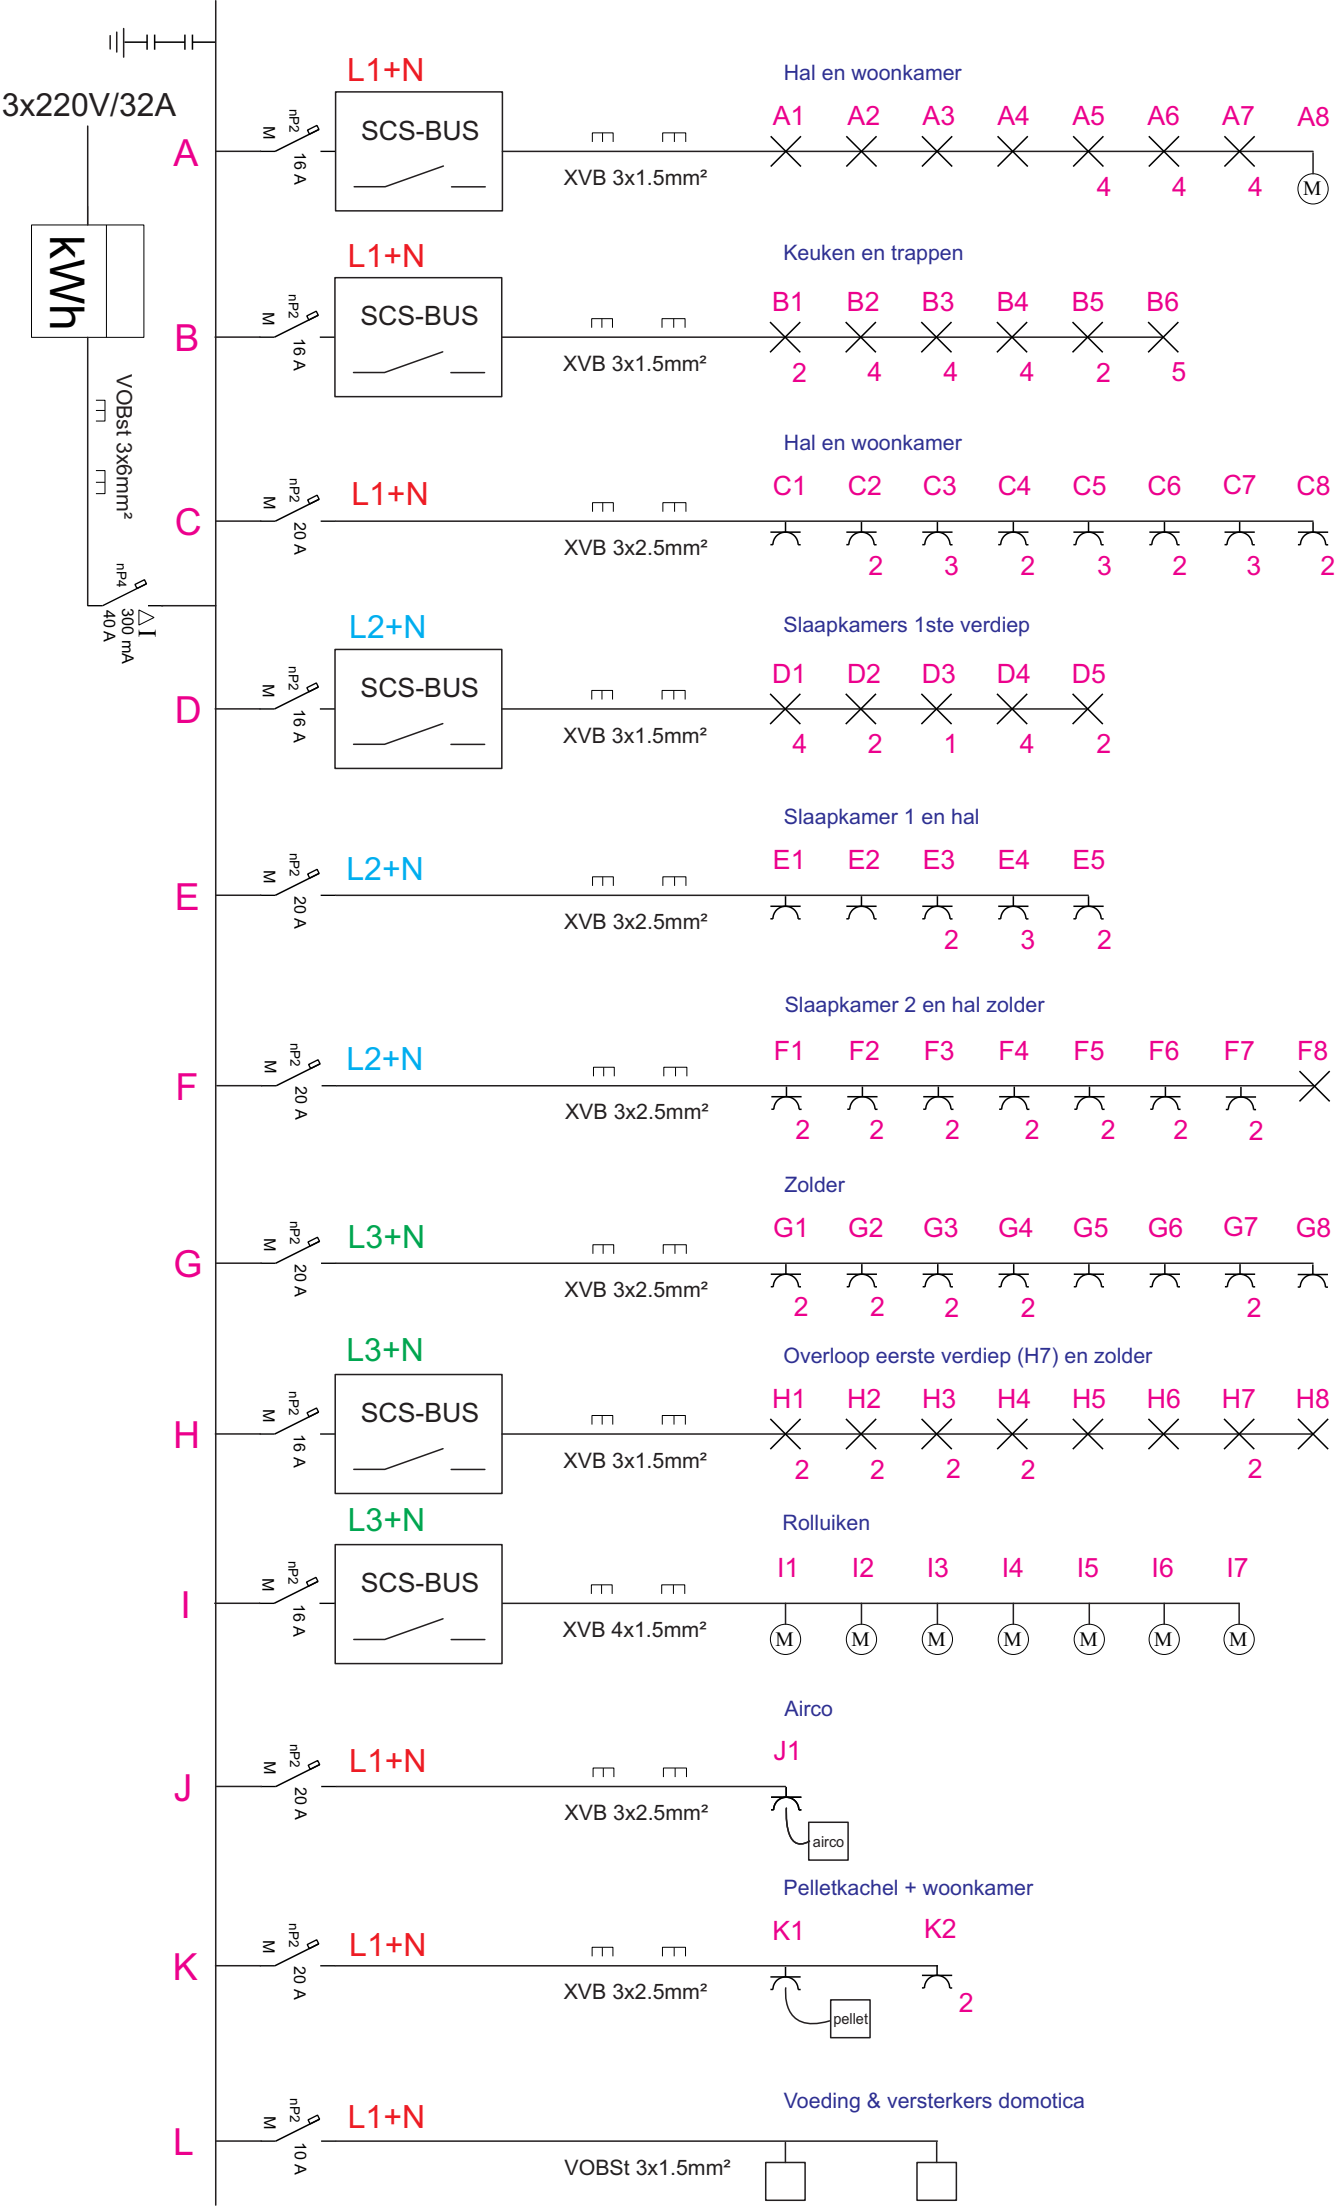 3x220V/32A
kWh
VOBst 3x6mm²
nP4
40 A
300 mA
△I
A
M
nP2
16 A
L1+N
SCS-BUS
XVB 3x1.5mm²
Hal en woonkamer
A1 A2 A3 A4 A5 A6 A7 A8
4 4 4 M
B
M
nP2
16 A
L1+N
SCS-BUS
XVB 3x1.5mm²
Keuken en trappen
B1 B2 B3 B4 B5 B6
2 4 4 4 2 5
C
M
nP2
20 A
L1+N
XVB 3x2.5mm²
Hal en woonkamer
C1 C2 C3 C4 C5 C6 C7 C8
2 3 2 3 2 3 2
D
M
nP2
16 A
L2+N
SCS-BUS
XVB 3x1.5mm²
Slaapkamers 1ste verdiep
D1 D2 D3 D4 D5
4 2 1 4 2
E
M
nP2
20 A
L2+N
XVB 3x2.5mm²
Slaapkamer 1 en hal
E1 E2 E3 E4 E5
2 3 2
F
M
nP2
20 A
L2+N
XVB 3x2.5mm²
Slaapkamer 2 en hal zolder
F1 F2 F3 F4 F5 F6 F7 F8
2 2 2 2 2 2 2
G
M
nP2
20 A
L3+N
XVB 3x2.5mm²
Zolder
G1 G2 G3 G4 G5 G6 G7 G8
2 2 2 2 2
H
M
nP2
16 A
L3+N
SCS-BUS
XVB 3x1.5mm²
Overloop eerste verdiep (H7) en zolder
H1 H2 H3 H4 H5 H6 H7 H8
2 2 2 2 2
I
M
nP2
16 A
L3+N
SCS-BUS
XVB 4x1.5mm²
Rolluiken
I1 I2 I3 I4 I5 I6 I7
M M M M M M M
J
M
nP2
20 A
L1+N
XVB 3x2.5mm²
Airco
J1
airco
K
M
nP2
20 A
L1+N
XVB 3x2.5mm²
Pelletkachel + woonkamer
K1 K2
2
pellet
L
M
nP2
10 A
L1+N
VOBSt 3x1.5mm²
Voeding & versterkers domotica